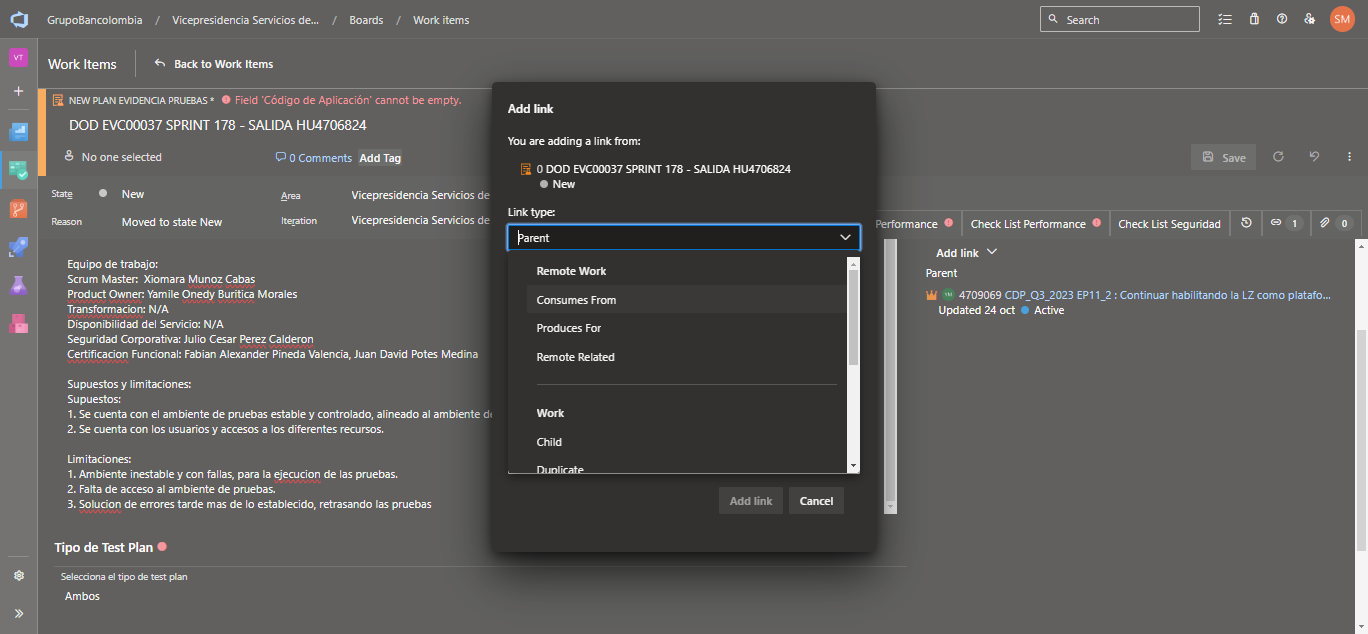 GrupoBancolombia / Vicepresidencia Servicios de... / Boards / Work items
Search
SM
VT
Work Items
Back to Work Items
NEW PLAN EVIDENCIA PRUEBAS * Field 'Código de Aplicación' cannot be empty.
DOD EVC00037 SPRINT 178 - SALIDA HU4706824
No one selected
0 Comments
Add Tag
Save
State
New
Area
Vicepresidencia Servicios de
Reason
Moved to state New
Iteration
Vicepresidencia Servicios de
Performance
Check List Performance
Check List Seguridad
1
0
Equipo de trabajo:
Scrum Master: Xiomara Munoz Cabas
Product Owner: Yamile Onedy Buritica Morales
Transformacion: N/A
Disponibilidad del Servicio: N/A
Seguridad Corporativa: Julio Cesar Perez Calderon
Certificacion Funcional: Fabian Alexander Pineda Valencia, Juan David Potes Medina
Supuestos y limitaciones:
Supuestos:
1. Se cuenta con el ambiente de pruebas estable y controlado, alineado al ambiente de
2. Se cuenta con los usuarios y accesos a los diferentes recursos.
Limitaciones:
1. Ambiente inestable y con fallas, para la ejecucion de las pruebas.
2. Falta de acceso al ambiente de pruebas.
3. Solucion de errores tarde mas de lo establecido, retrasando las pruebas
Tipo de Test Plan
Selecciona el tipo de test plan
Ambos
Add link
You are adding a link from:
0 DOD EVC00037 SPRINT 178 - SALIDA HU4706824
New
Link type:
Parent
Remote Work
Consumes From
Produces For
Remote Related
Work
Child
Duplicate
Add link
Cancel
Add link
Parent
4709069 CDP_Q3_2023 EP11_2 : Continuar habilitando la LZ como platafo...
Updated 24 oct Active